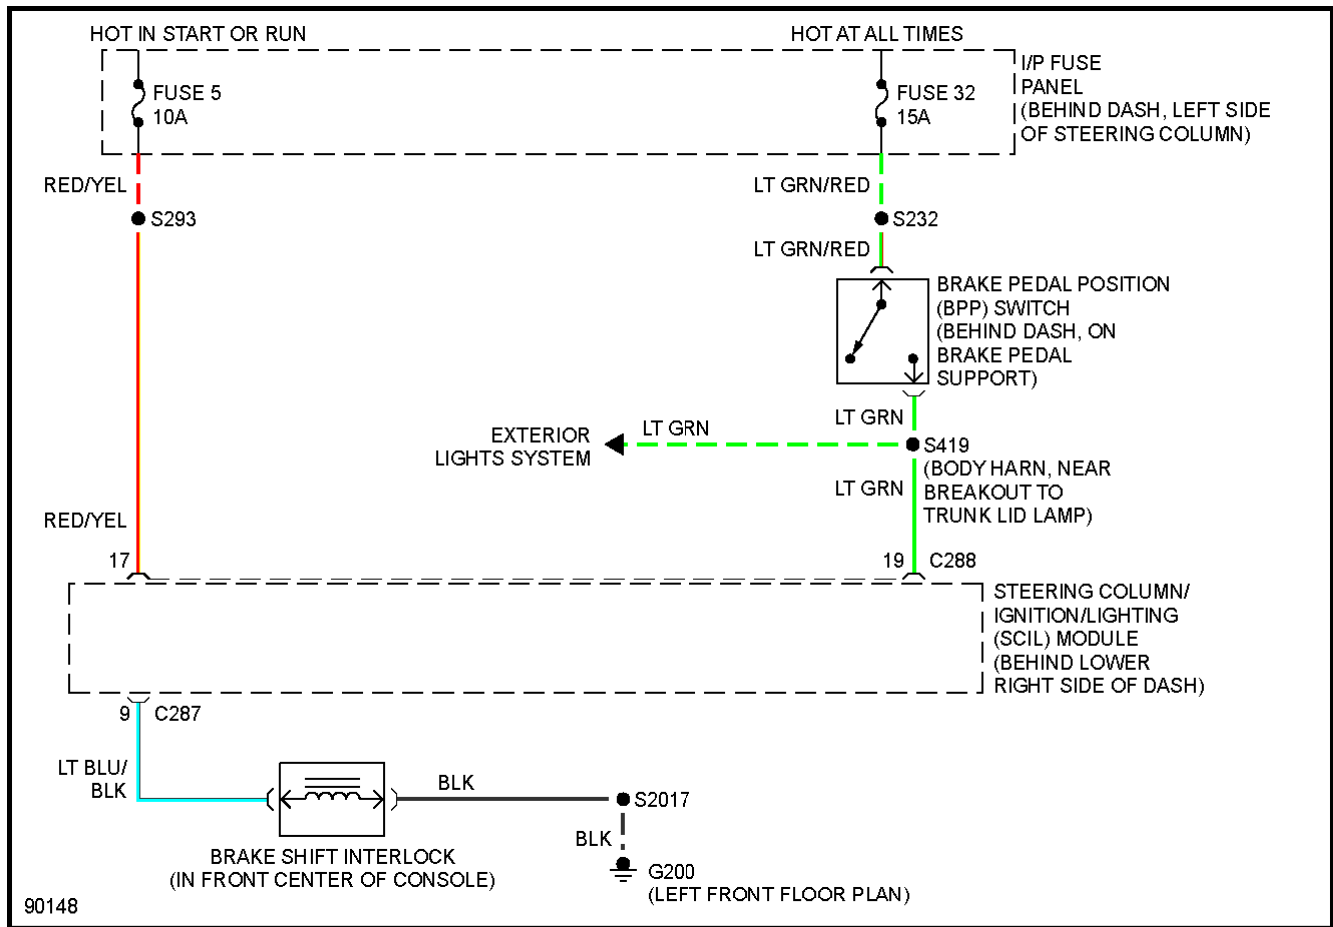 HOT IN START OR RUN
HOT AT ALL TIMES
FUSE 5
10A
FUSE 32
15A
I/P FUSE
PANEL
(BEHIND DASH, LEFT SIDE
OF STEERING COLUMN)
RED/YEL
LT GRN/RED
S293
S232
LT GRN/RED
BRAKE PEDAL POSITION
(BPP) SWITCH
(BEHIND DASH, ON
BRAKE PEDAL
SUPPORT)
LT GRN
LT GRN
EXTERIOR
LIGHTS SYSTEM
S419
(BODY HARN, NEAR
BREAKOUT TO
TRUNK LID LAMP)
LT GRN
RED/YEL
17
19
C288
STEERING COLUMN/
IGNITION/LIGHTING
(SCIL) MODULE
(BEHIND LOWER
RIGHT SIDE OF DASH)
9
C287
LT BLU/
BLK
BLK
S2017
BLK
BRAKE SHIFT INTERLOCK
(IN FRONT CENTER OF CONSOLE)
G200
(LEFT FRONT FLOOR PLAN)
90148